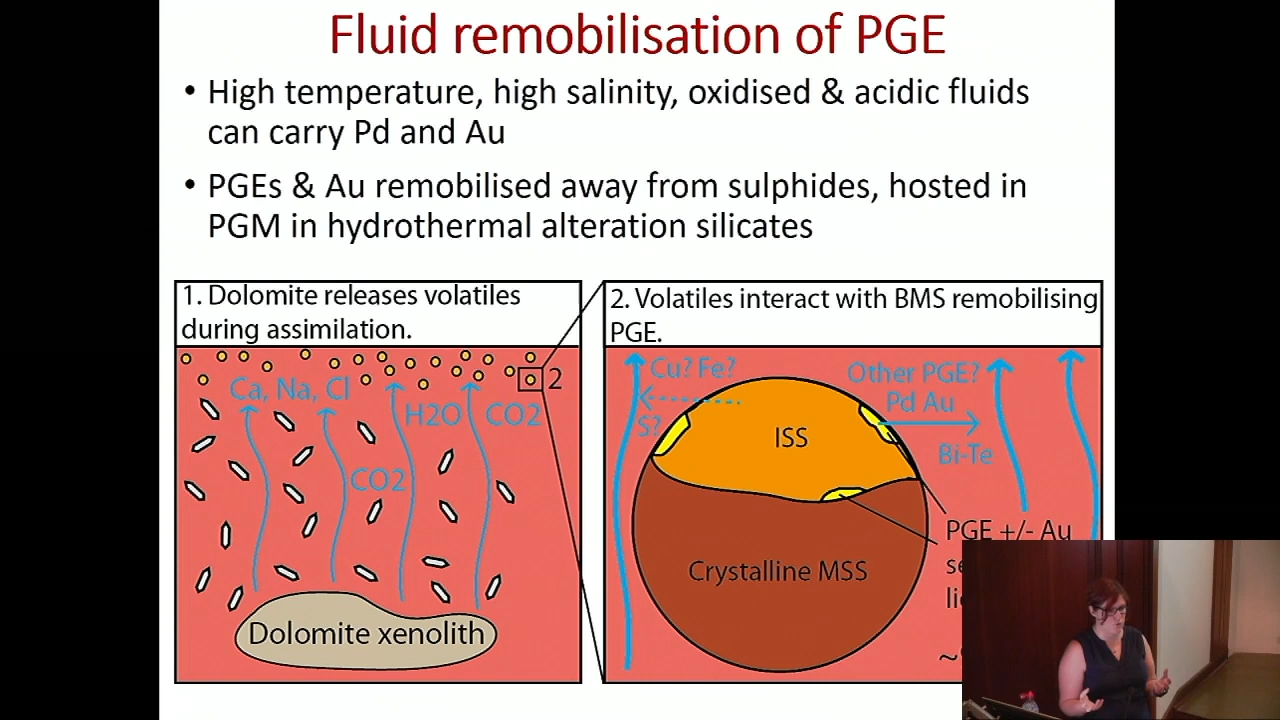 Fluid remobilisation of PGE
• High temperature, high salinity, oxidised & acidic fluids
can carry Pd and Au
• PGEs & Au remobilised away from sulphides, hosted in
PGM in hydrothermal alteration silicates
1. Dolomite releases volatiles
during assimilation.
2
Ca, Na, Cl
H2O
CO2
CO2
Dolomite xenolith
2. Volatiles interact with BMS remobilising
PGE.
Cu? Fe?
S?
Other PGE?
Pd Au
Bi-Te
ISS
Crystalline MSS
PGE +/- Au